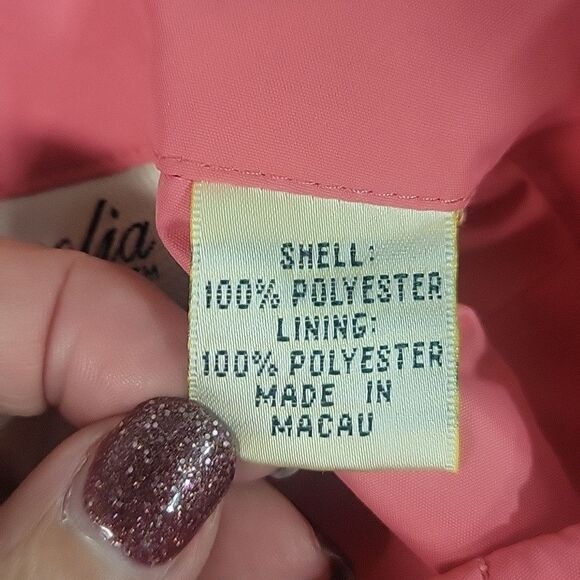 SHELL:
100% POLYESTER
LINING:
100% POLYESTER
MADE IN
MACAU